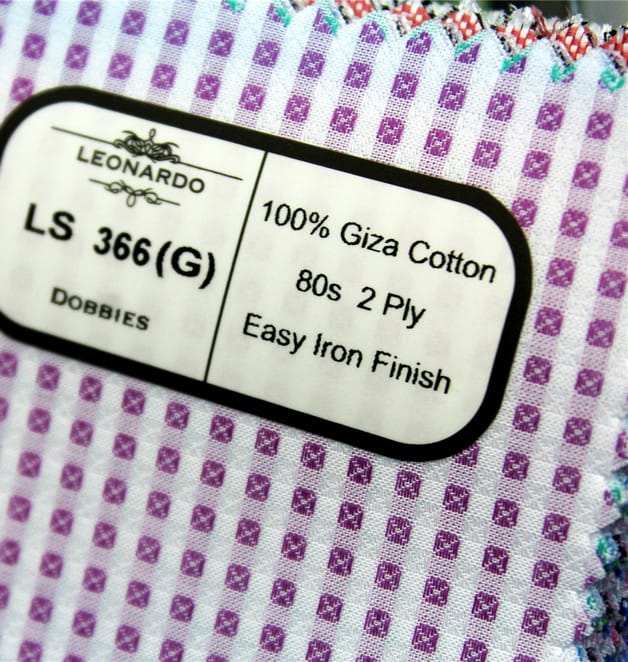 LEONARDO
LS 366(G)
DOBBIES
100% Giza Cotton
80s 2 Ply
Easy Iron Finish